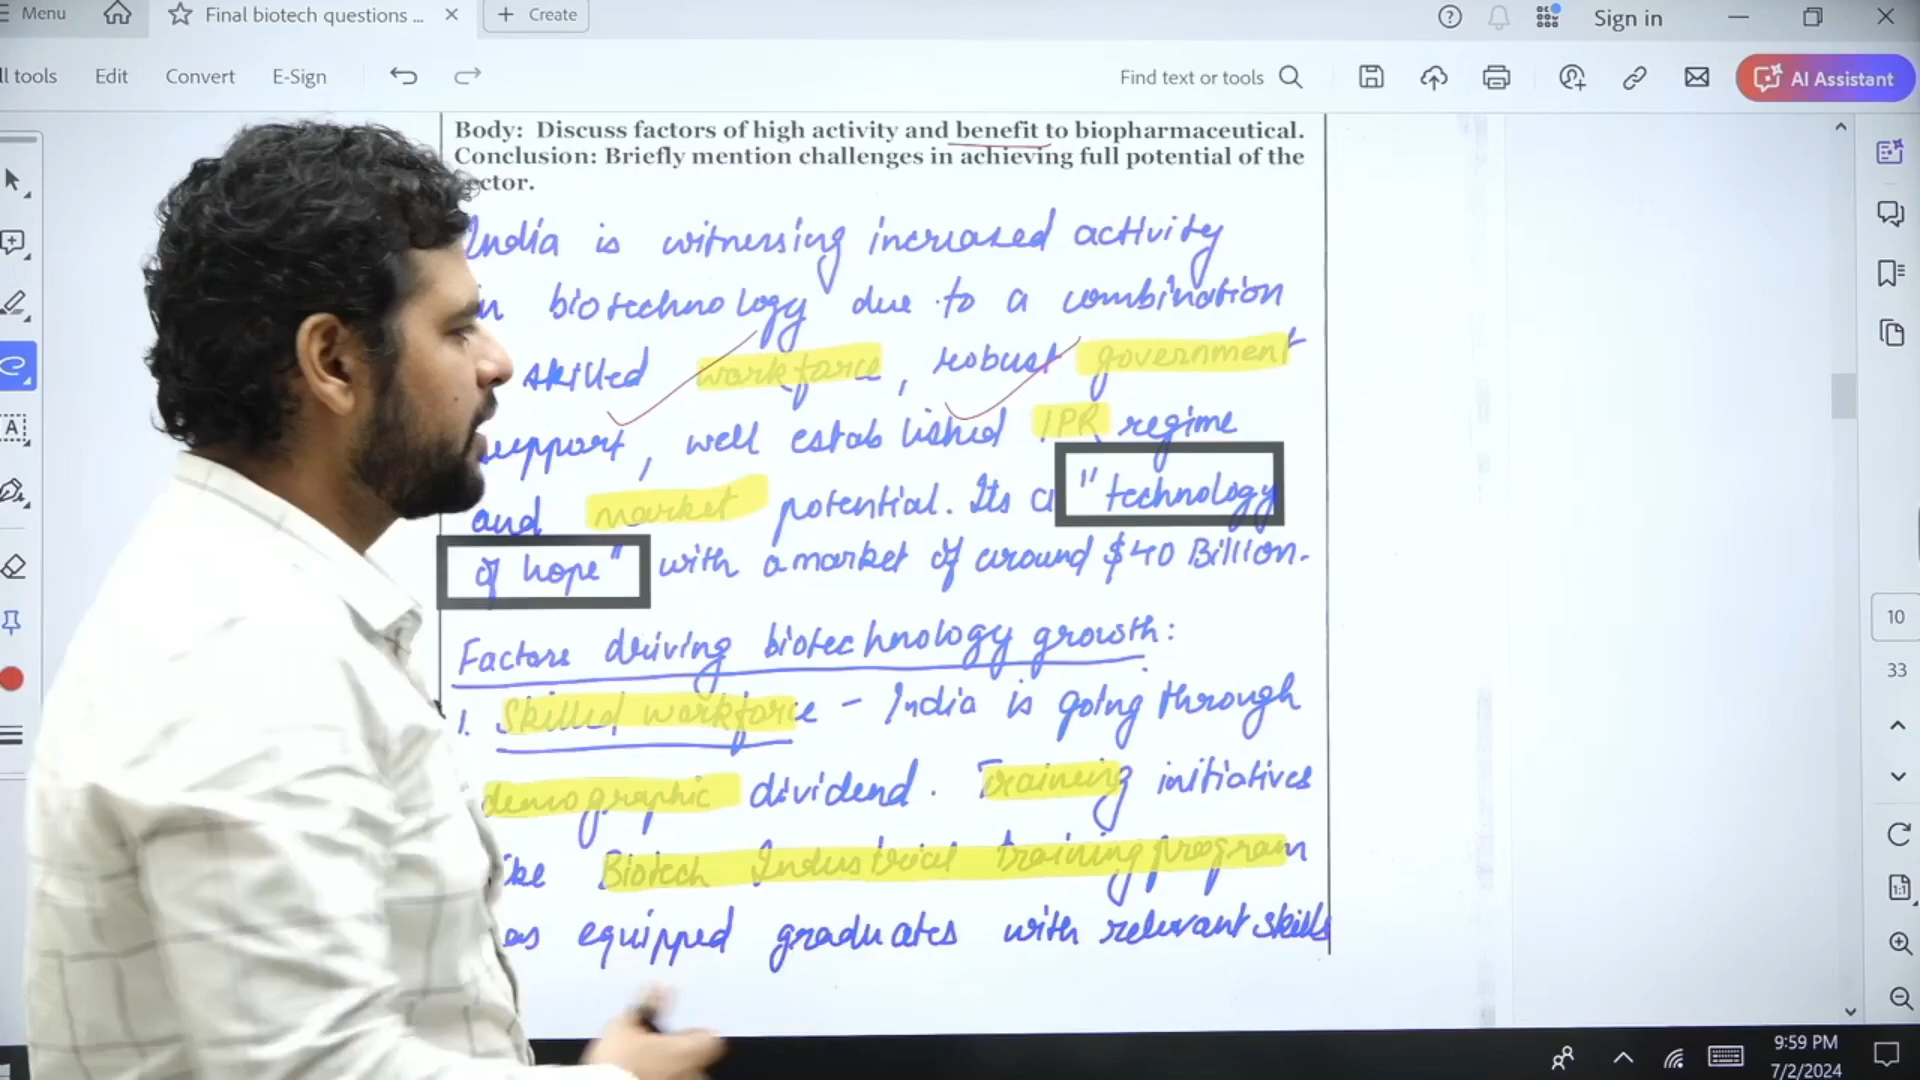 Menu
Final biotech questions ...
Create
Sign in
ll tools
Edit
Convert
E-Sign
Find text or tools
AI Assistant
Body: Discuss factors of high activity and benefit to biopharmaceutical.
Conclusion: Briefly mention challenges in achieving full potential of the
ector.
India is witnessing increased activity
in biotechnology due to a combination
skilled workforce, robust government
support, well established IPR regime
and market potential. Its a "technology
of hope" with a market of around $40 Billion.
Factors driving biotechnology growth:
1. Skilled workforce - India is going through
demographic dividend. Training initiatives
ike Biotech Industrial training program
as equipped graduates with relevant skills
10
33
9:59 PM
7/2/2024